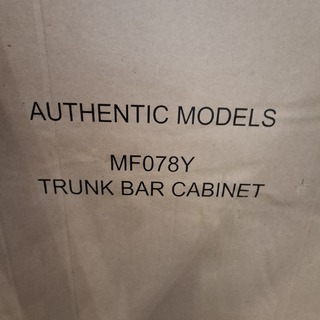 AUTHENTIC MODELS
MF078Y
TRUNK BAR CABINET